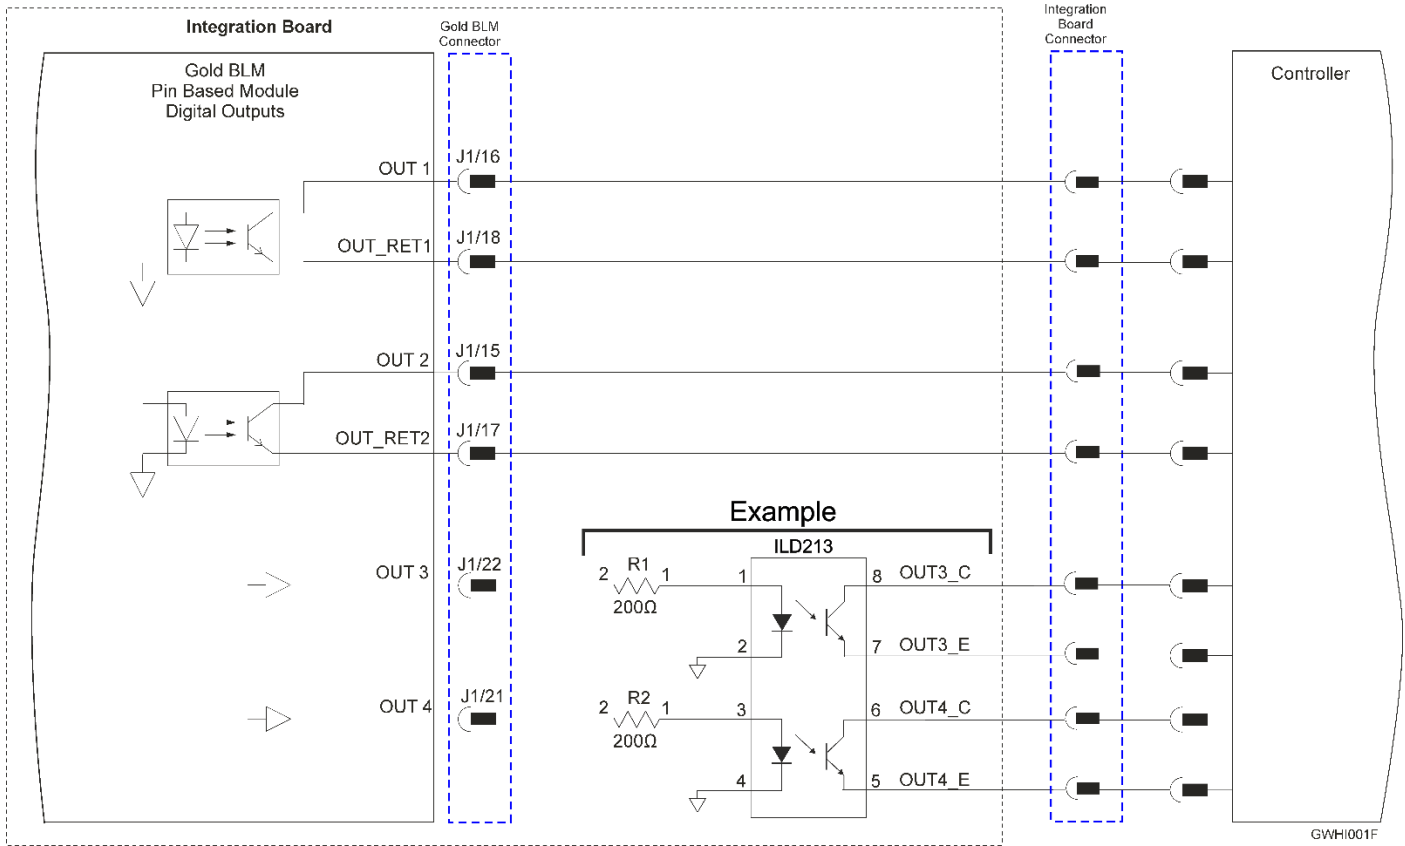 Integration Board
Gold BLM
Connector
Integration
Board
Connector
Gold BLM
Pin Based Module
Digital Outputs
Controller
OUT 1
J1/16
OUT_RET1
J1/18
OUT 2
J1/15
OUT_RET2
J1/17
Example
ILD213
OUT 3
J1/22
2
R1
1
200Ω
1
8
OUT3_C
2
7
OUT3_E
OUT 4
J1/21
2
R2
1
200Ω
3
6
OUT4_C
4
5
OUT4_E
GWHI001F